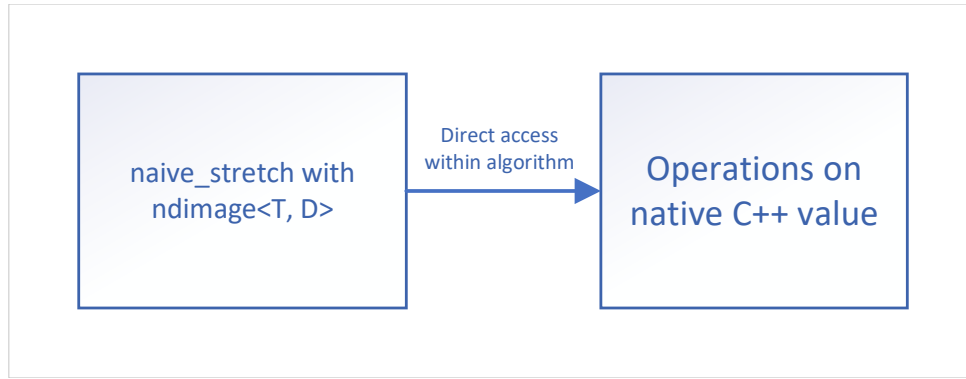 naive_stretch with
ndimage<T, D>
Direct access
within algorithm
Operations on
native C++ value